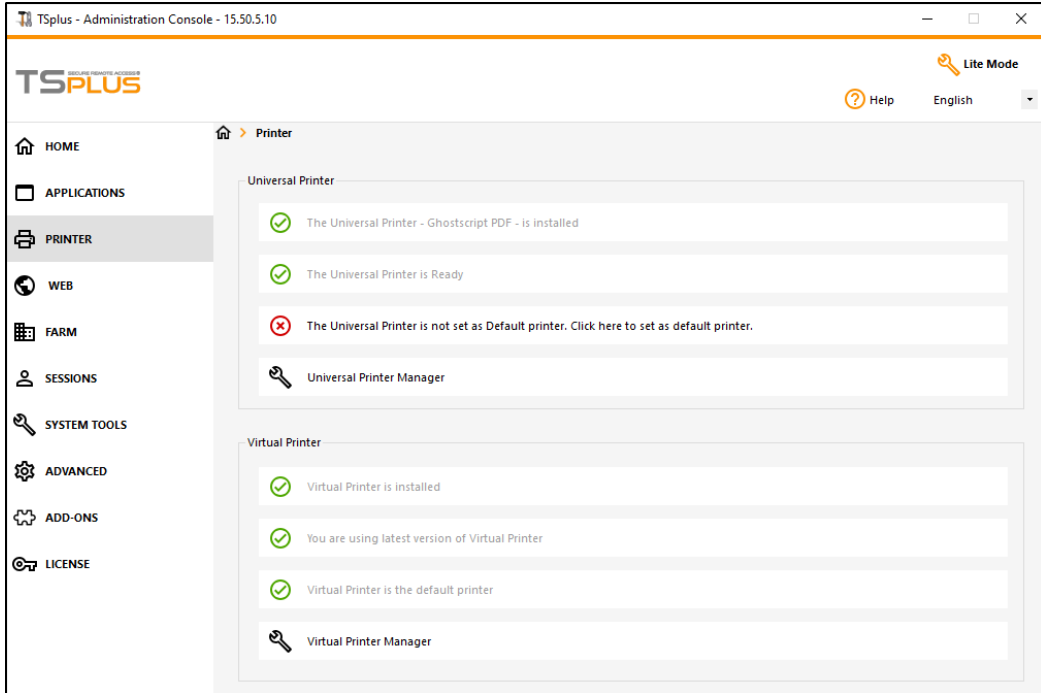 TSplus - Administration Console - 15.50.5.10
TSPLUS
SECURE REMOTE ACCESS
Lite Mode
Help
English
HOME
APPLICATIONS
PRINTER
WEB
FARM
SESSIONS
SYSTEM TOOLS
ADVANCED
ADD-ONS
LICENSE
Printer
Universal Printer
The Universal Printer - Ghostscript PDF - is installed
The Universal Printer is Ready
The Universal Printer is not set as Default printer. Click here to set as default printer.
Universal Printer Manager
Virtual Printer
Virtual Printer is installed
You are using latest version of Virtual Printer
Virtual Printer is the default printer
Virtual Printer Manager